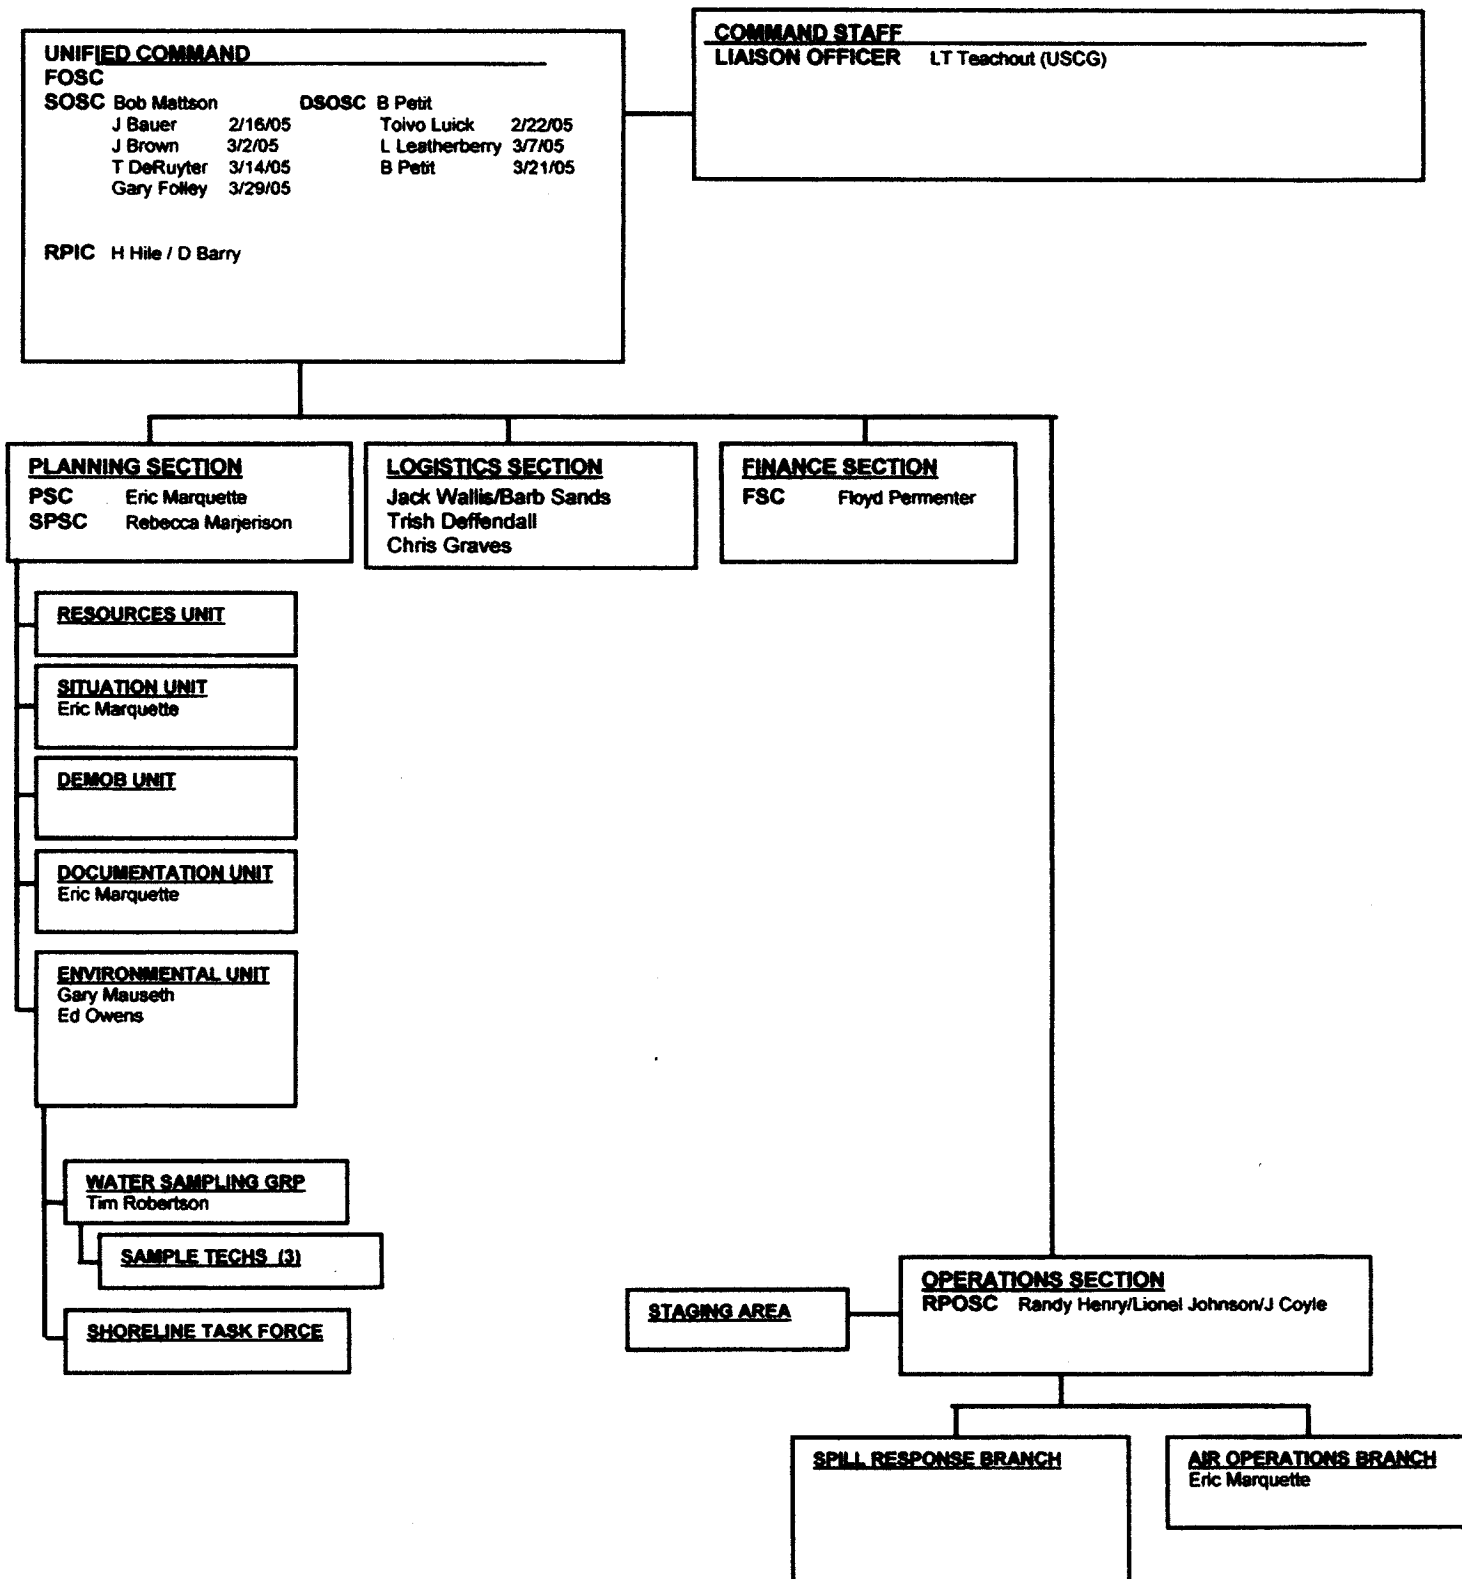 UNIFIED COMMAND
FOSC
SOSC Bob Mattson DSOSC B Petit
J Bauer 2/16/05 Toivo Luick 2/22/05
J Brown 3/2/05 L Leatherberry 3/7/05
T DeRuyter 3/14/05 B Petit 3/21/05
Gary Folley 3/29/05
RPIC H Hile / D Barry
COMMAND STAFF
LIAISON OFFICER LT Teachout (USCG)
PLANNING SECTION
PSC Eric Marquette
SPSC Rebecca Marjerison
LOGISTICS SECTION
Jack Wallis/Barb Sands
Trish Deffendall
Chris Graves
FINANCE SECTION
FSC Floyd Permenter
RESOURCES UNIT
SITUATION UNIT
Eric Marquette
DEMOB UNIT
DOCUMENTATION UNIT
Eric Marquette
ENVIRONMENTAL UNIT
Gary Mauseth
Ed Owens
WATER SAMPLING GRP
Tim Robertson
SAMPLE TECHS (3)
SHORELINE TASK FORCE
STAGING AREA
OPERATIONS SECTION
RPOSC Randy Henry/Lionel Johnson/J Coyle
SPILL RESPONSE BRANCH
AIR OPERATIONS BRANCH
Eric Marquette